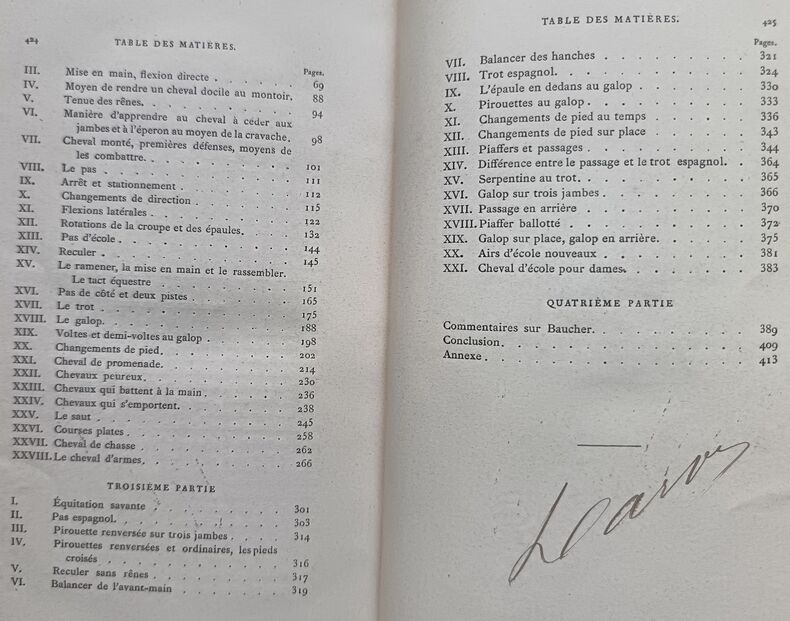 424
TABLE DES MATIÈRES.
Pages.
III. Mise en main, flexion directe . . . . . . 69
IV. Moyen de rendre un cheval docile au montoir. 88
V. Tenue des rênes. . . . . . . . . . 94
VI. Manière d'apprendre au cheval à céder aux
jambes et à l'éperon au moyen de la cravache. 98
VII. Cheval monté, premières défenses, moyens de
les combattre. . . . . . . . . . 101
VIII. Le pas . . . . . . . . . . 111
IX. Arrêt et stationnement . . . . . . . 112
X. Changements de direction . . . . . . . 115
XI. Flexions latérales . . . . . . . . 122
XII. Rotations de la croupe et des épaules. . . . . 132
XIII. Pas d'école . . . . . . . . . . 144
XIV. Reculer . . . . . . . . . . 145
XV. Le ramener, la mise en main et le rassembler.
Le tact équestre . . . . . . . . 151
XVI. Pas de côté et deux pistes . . . . . . . 165
XVII. Le trot . . . . . . . . . . 175
XVIII. Le galop. . . . . . . . . . 188
XIX. Voltes et demi-voltes au galop . . . . . . 198
XX. Changements de pied. . . . . . . . 202
XXI. Cheval de promenade. . . . . . . . 214
XXII. Chevaux peureux. . . . . . . . . 230
XXIII. Chevaux qui battent à la main . . . . . . 236
XXIV. Chevaux qui s'emportent. . . . . . . 238
XXV. Le saut . . . . . . . . . . 245
XXVI. Courses plates . . . . . . . . . 258
XXVII. Cheval de chasse . . . . . . . . 262
XXVIII. Le cheval d'armes. . . . . . . . 266
TROISIÈME PARTIE
I. Équitation savante . . . . . . . . 301
II. Pas espagnol. . . . . . . . . . 303
III. Pirouette renversée sur trois jambes . . . . . 314
IV. Pirouettes renversées et ordinaires, les pieds
croisés . . . . . . . . . . 316
V. Reculer sans rênes . . . . . . . . 317
VI. Balancer de l'avant-main . . . . . . . 319
TABLE DES MATIÈRES.
425
Pages.
VII. Balancer des hanches . . . . . . . 321
VIII. Trot espagnol. . . . . . . . . . 324
IX. L'épaule en dedans au galop . . . . . . 330
X. Pirouettes au galop . . . . . . . . 333
XI. Changements de pied au temps . . . . . 336
XII. Changements de pied sur place . . . . . 343
XIII. Piaffers et passages . . . . . . . . 344
XIV. Différence entre le passage et le trot espagnol. . 364
XV. Serpentine au trot. . . . . . . . . 365
XVI. Galop sur trois jambes . . . . . . . 366
XVII. Passage en arrière . . . . . . . . 370
XVIII. Piaffer ballotté . . . . . . . . . 372
XIX. Galop sur place, galop en arrière. . . . . . 375
XX. Airs d'école nouveaux . . . . . . . 381
XXI. Cheval d'école pour dames. . . . . . . 383
QUATRIÈME PARTIE
Commentaires sur Baucher. . . . . . . . . 389
Conclusion. . . . . . . . . . . . 409
Annexe . . . . . . . . . . . . . 413